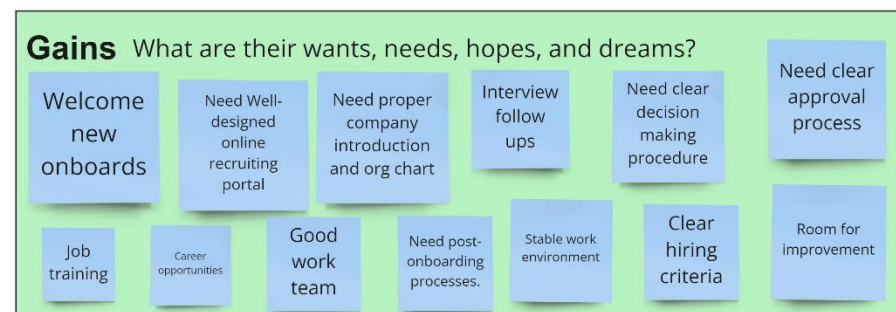 Gains What are their wants, needs, hopes, and dreams?
Welcome
new
onboards
Need Well-
designed
online
recruiting
portal
Need proper
company
introduction
and org chart
Interview
follow
ups
Need clear
decision
making
procedure
Need clear
approval
process
Job
training
Career
opportunities
Good
work
team
Need post-
onboarding
processes.
Stable work
environment
Clear
hiring
criteria
Room for
improvement